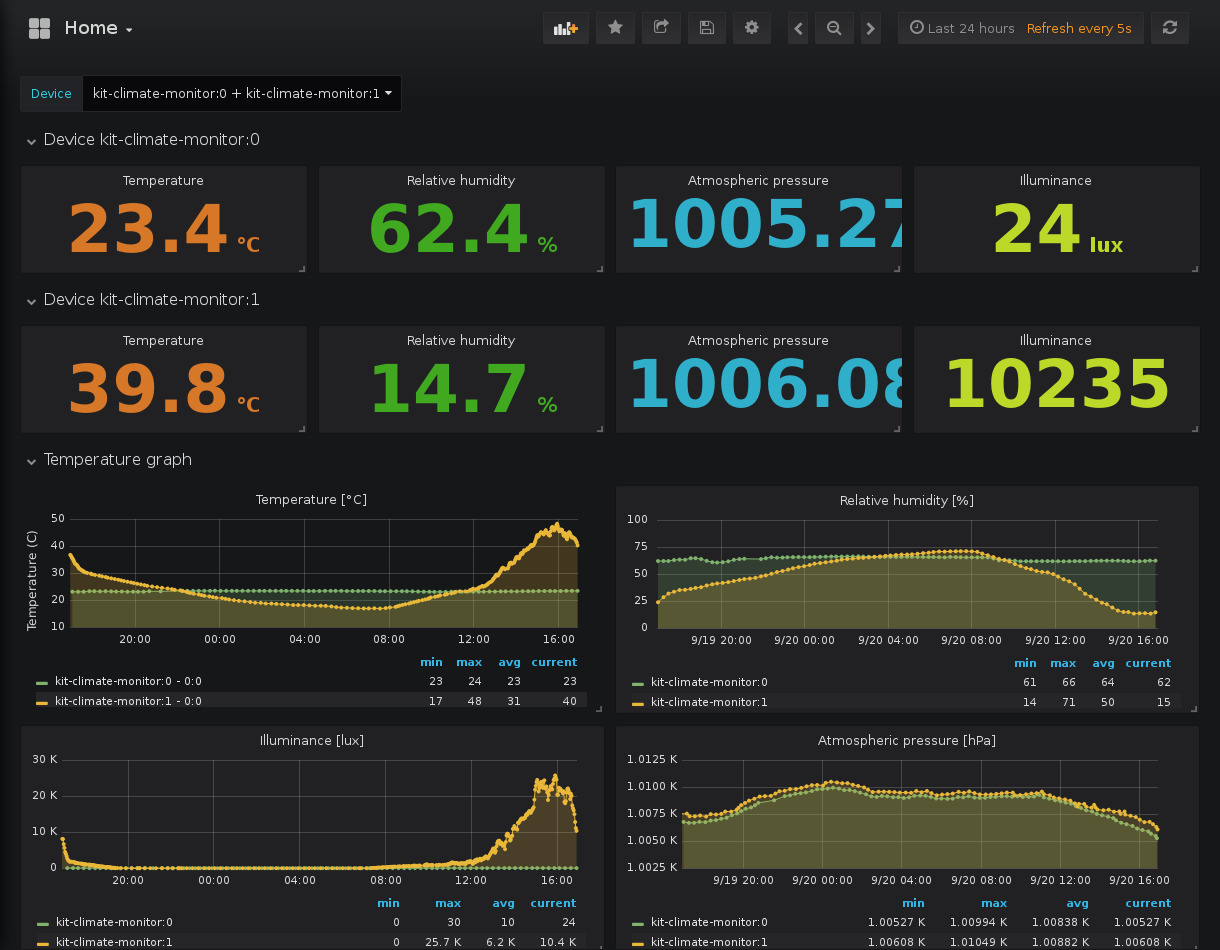 Home
Last 24 hours Refresh every 5s
Device kit-climate-monitor:0 + kit-climate-monitor:1
Device kit-climate-monitor:0
Temperature Relative humidity Atmospheric pressure Illuminance
23.4 °C 62.4 % 1005.27 24 lux
Device kit-climate-monitor:1
Temperature Relative humidity Atmospheric pressure Illuminance
39.8 °C 14.7 % 1006.08 10235
Temperature graph
Temperature [°C]
Temperature (C)
50
40
30
20
10
20:00 00:00 04:00 08:00 12:00 16:00
min max avg current
kit-climate-monitor:0 - 0:0 23 24 23 23
kit-climate-monitor:1 - 0:0 17 48 31 40
Relative humidity [%]
100
75
50
25
0
9/19 20:00 9/20 00:00 9/20 04:00 9/20 08:00 9/20 12:00 9/20 16:00
min max avg current
kit-climate-monitor:0 61 66 64 62
kit-climate-monitor:1 14 71 50 15
Illuminance [lux]
30 K
20 K
10 K
0
20:00 00:00 04:00 08:00 12:00 16:00
min max avg current
kit-climate-monitor:0 0 30 10 24
kit-climate-monitor:1 0 25.7 K 6.2 K 10.4 K
Atmospheric pressure [hPa]
1.0125 K
1.0100 K
1.0075 K
1.0050 K
1.0025 K
9/19 20:00 9/20 00:00 9/20 04:00 9/20 08:00 9/20 12:00 9/20 16:00
min max avg current
kit-climate-monitor:0 1.00527 K 1.00994 K 1.00838 K 1.00527 K
kit-climate-monitor:1 1.00608 K 1.01049 K 1.00882 K 1.00608 K